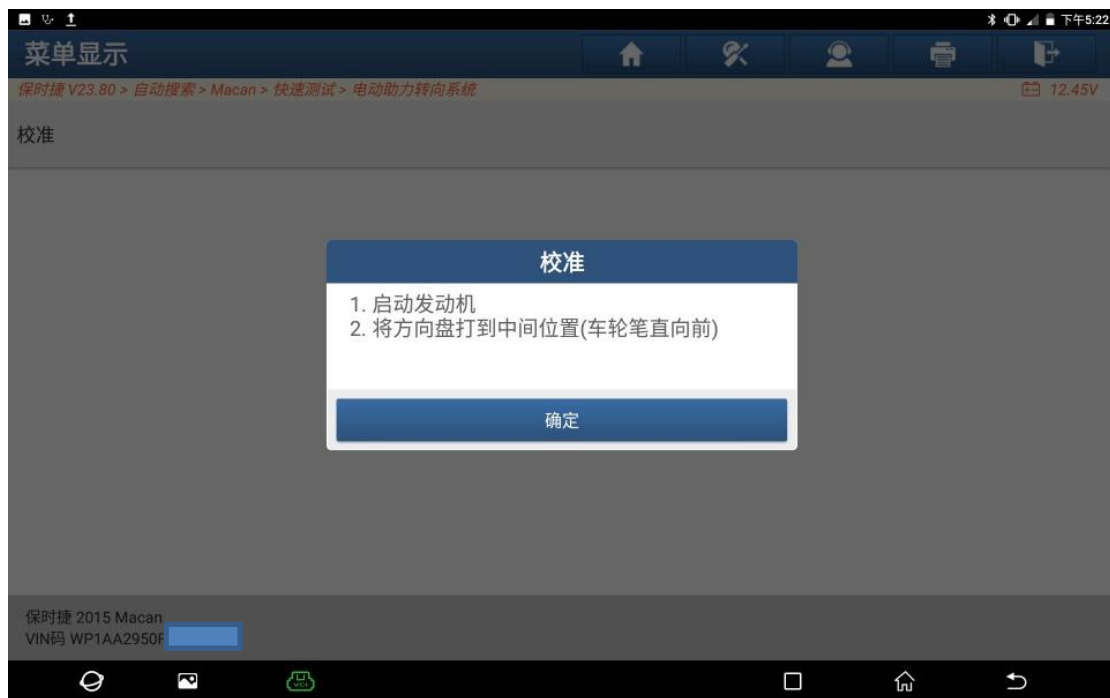 下午5:22
菜单显示
保时捷 V23.80 > 自动搜索 > Macan > 快速测试 > 电动助力转向系统
12.45V
校准
校准
1. 启动发动机
2. 将方向盘打到中间位置(车轮笔直向前)
确定
保时捷 2015 Macan
VIN码 WP1AA2950F
VCI